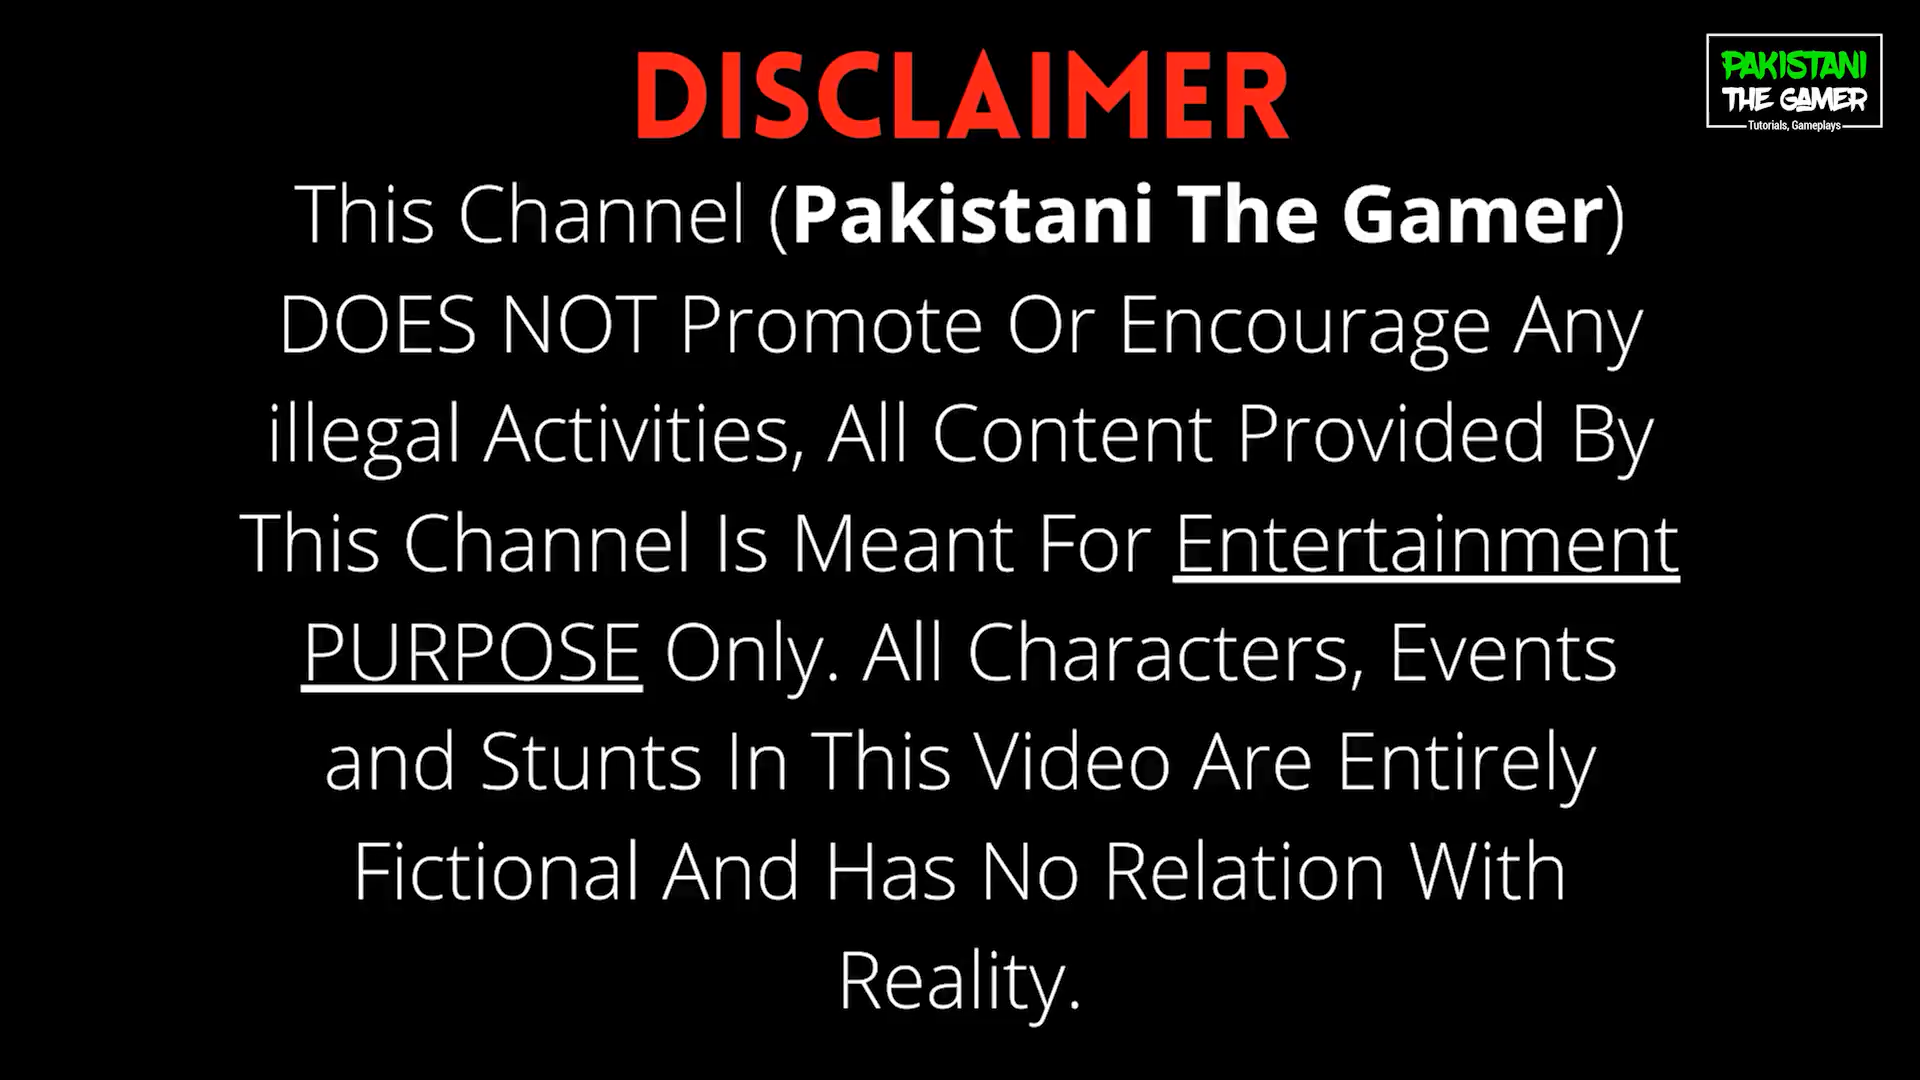 DISCLAIMER
PAKISTANI
THE GAMER
Tutorials, Gameplays
This Channel (Pakistani The Gamer)
DOES NOT Promote Or Encourage Any
illegal Activities, All Content Provided By
This Channel Is Meant For Entertainment
PURPOSE Only. All Characters, Events
and Stunts In This Video Are Entirely
Fictional And Has No Relation With
Reality.